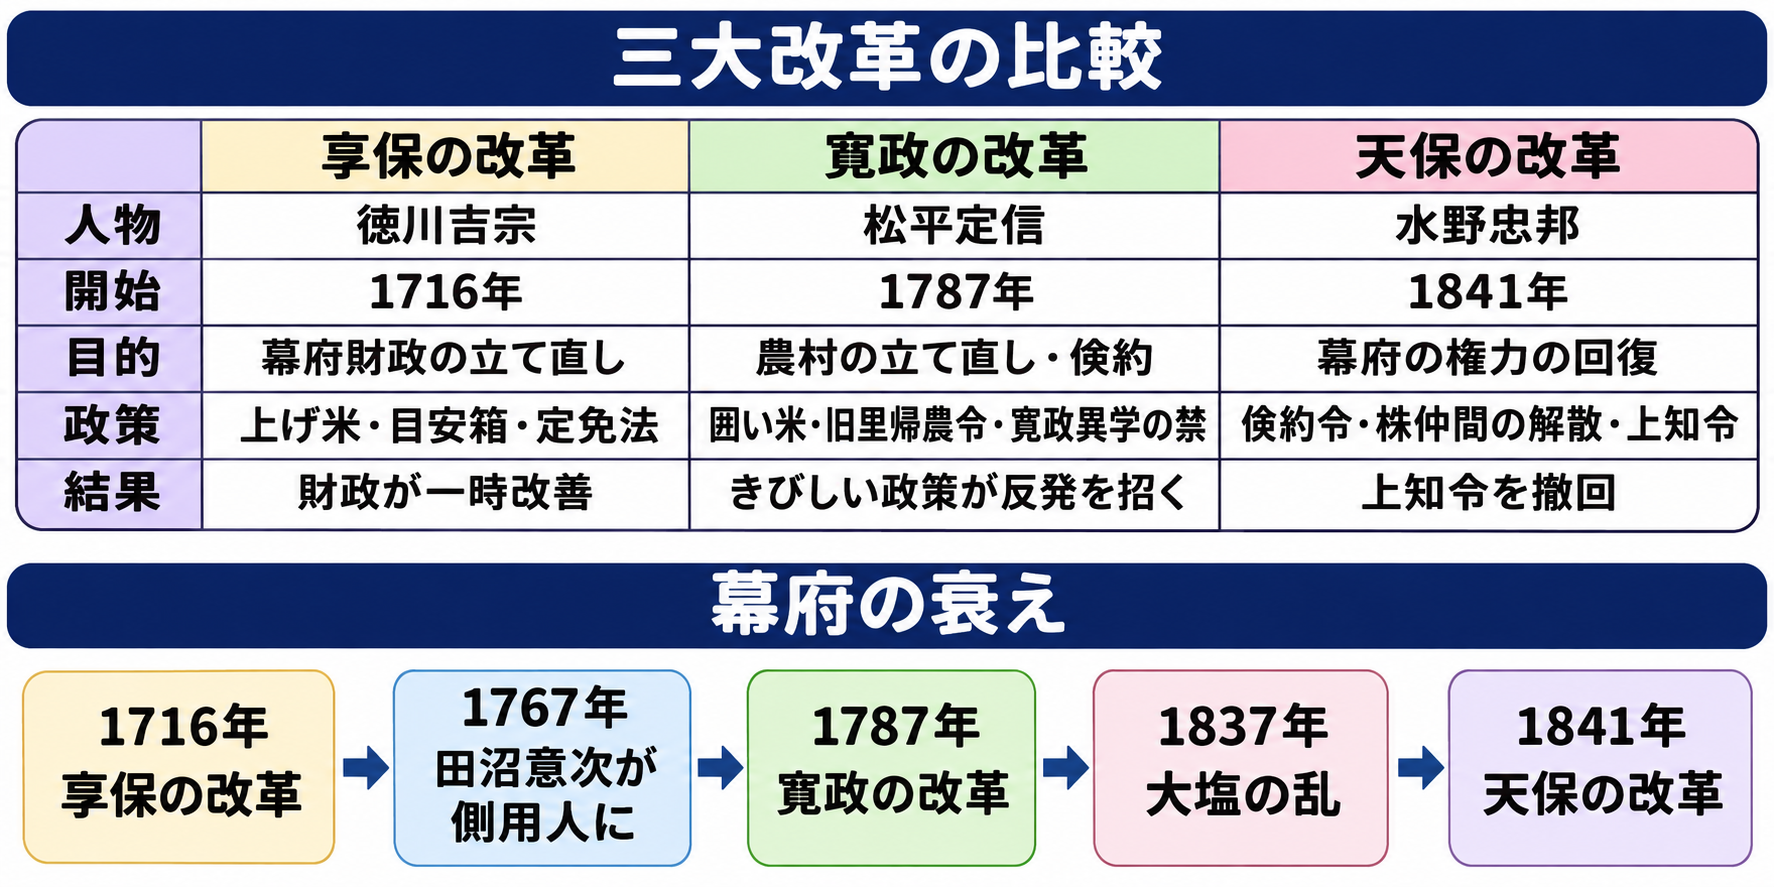 三大改革の比較
享保の改革 寛政の改革 天保の改革
人物 徳川吉宗 松平定信 水野忠邦
開始 1716年 1787年 1841年
目的 幕府財政の立て直し 農村の立て直し・倹約 幕府の権力の回復
政策 上げ米・目安箱・定免法 囲い米・旧里帰農令・寛政異学の禁 倹約令・株仲間の解散・上知令
結果 財政が一時改善 きびしい政策が反発を招く 上知令を撤回
幕府の衰え
1716年
享保の改革
1767年
田沼意次が
側用人に
1787年
寛政の改革
1837年
大塩の乱
1841年
天保の改革